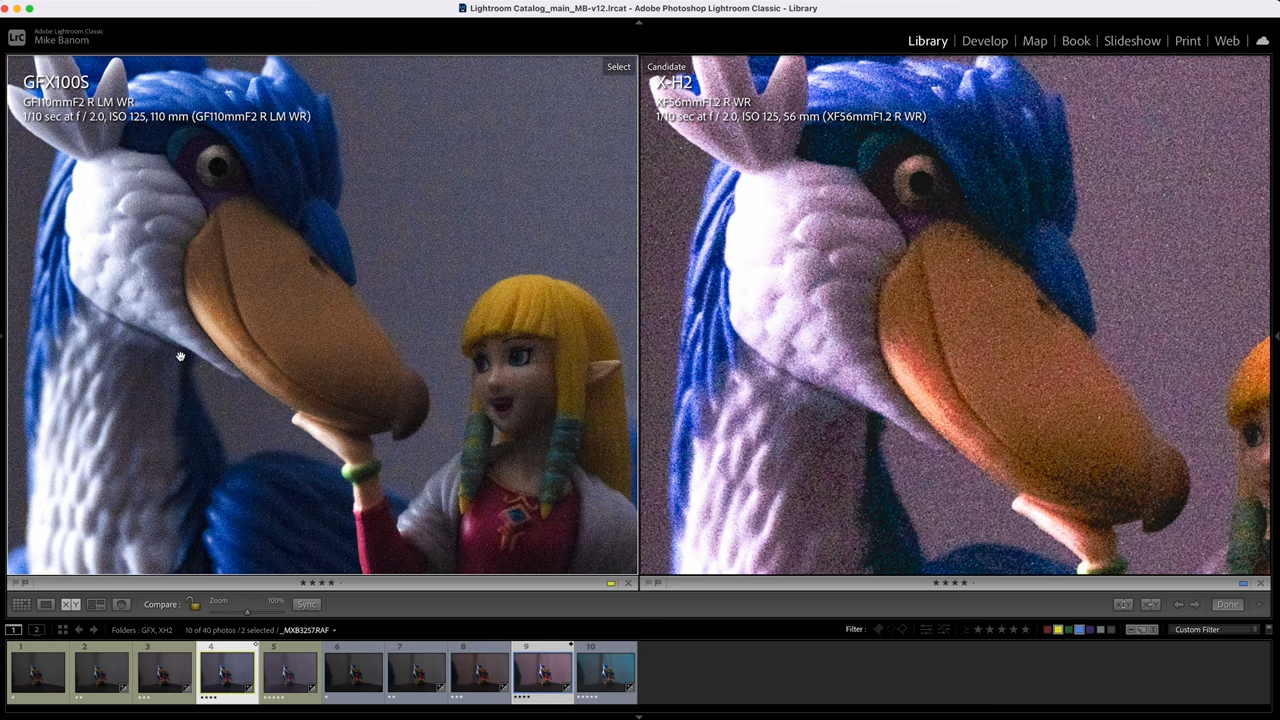 Lightroom Catalog_main_MB-v12.lrcat - Adobe Photoshop Lightroom Classic - Library
LrC
Adobe Lightroom Classic
Mike Banom
Library | Develop | Map | Book | Slideshow | Print | Web
GFX100S
GF110mmF2 R LM WR
1/10 sec at f / 2.0, ISO 125, 110 mm (GF110mmF2 R LM WR)
Select
Candidate
X-H2
XF56mmF1.2 R WR
1/10 sec at f / 2.0, ISO 125, 56 mm (XF56mmF1.2 R WR)
XY
Compare :
Zoom
100%
Sync
Done
1
2
Folders : GFX, XH2
10 of 40 photos / 2 selected / _MXB3257.RAF
Filter :
Custom Filter
1
2
3
4
5
6
7
8
9
10